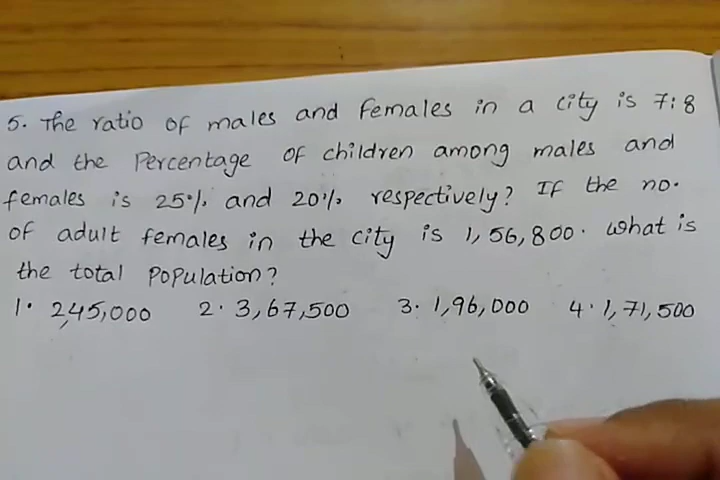 5. The ratio of males and Females in a city is 7:8
and the Percentage of children among males and
females is 25% and 20% respectively? If the no.
of adult females in the city is 1,56,800. what is
the total Population?
1. 2,45,000 2. 3,67,500 3. 1,96,000 4. 1,71,500